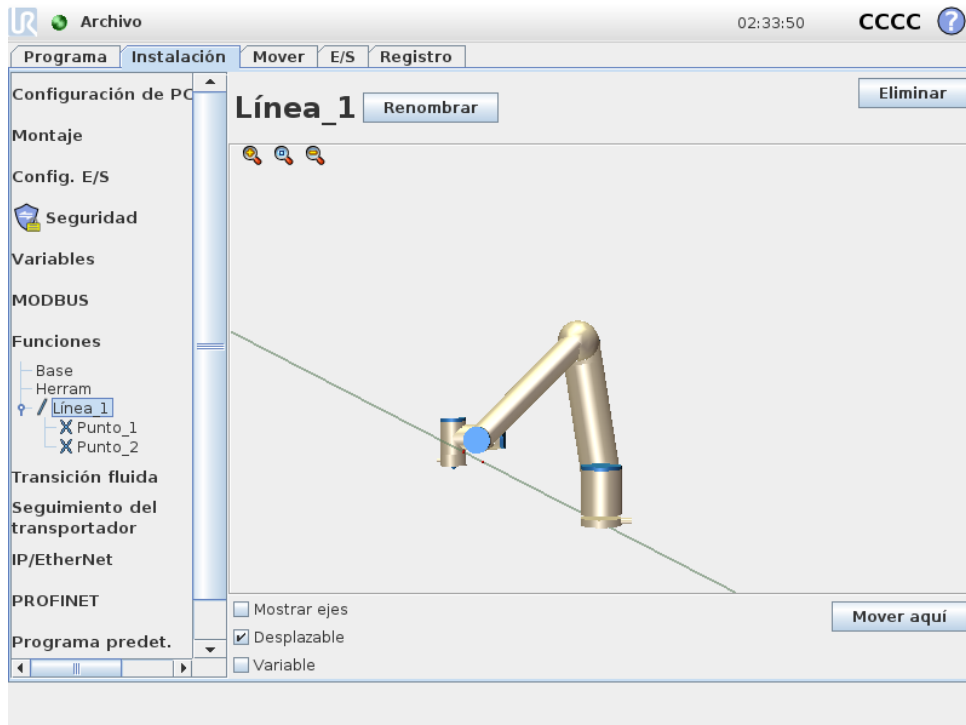 UR Archivo 02:33:50 CCCC ?
Programa Instalación Mover E/S Registro
Configuración de PC
Montaje
Config. E/S
Seguridad
Variables
MODBUS
Funciones
Base
Herram
Línea_1
Punto_1
Punto_2
Transición fluida
Seguimiento del
transportador
IP/EtherNet
PROFINET
Programa predet.
Línea_1 Renombrar Eliminar
Mostrar ejes
Desplazable
Variable
Mover aquí